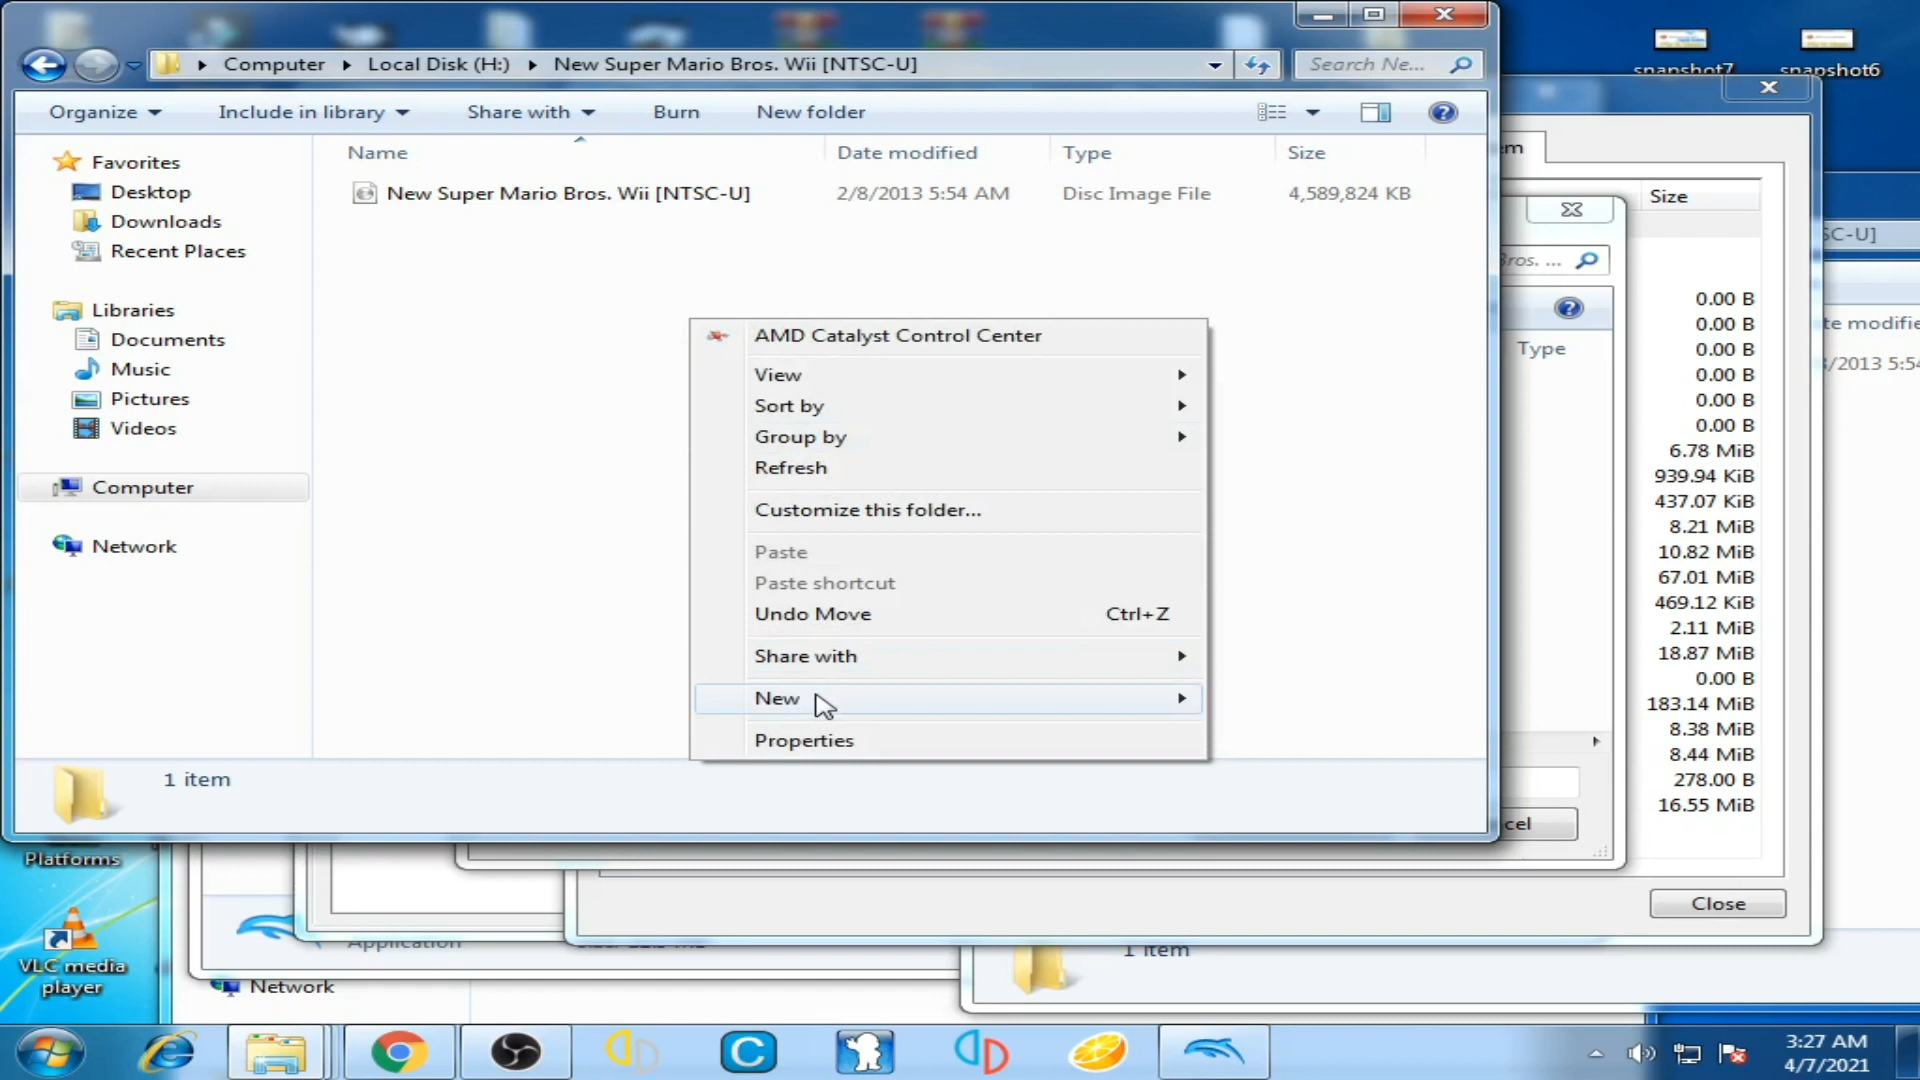 Computer
Local Disk (H:)
New Super Mario Bros. Wii [NTSC-U]
Search Ne...
snapshot7
snapshot6
Organize
Include in library
Share with
Burn
New folder
Favorites
Desktop
Downloads
Recent Places
Libraries
Documents
Music
Pictures
Videos
Computer
Network
Name
Date modified
Type
Size
New Super Mario Bros. Wii [NTSC-U]
2/8/2013 5:54 AM
Disc Image File
4,589,824 KB
AMD Catalyst Control Center
View
Sort by
Group by
Refresh
Customize this folder...
Paste
Paste shortcut
Undo Move Ctrl+Z
Share with
New
Properties
1 item
em
Size
SC-U]
Bros. ...
Type
te modifie
/2013 5:54
0.00 B
0.00 B
0.00 B
0.00 B
0.00 B
0.00 B
6.78 MiB
939.94 KiB
437.07 KiB
8.21 MiB
10.82 MiB
67.01 MiB
469.12 KiB
2.11 MiB
18.87 MiB
0.00 B
183.14 MiB
8.38 MiB
8.44 MiB
278.00 B
16.55 MiB
cel
Close
Platforms
VLC media
player
Application
1 item
Network
3:27 AM
4/7/2021